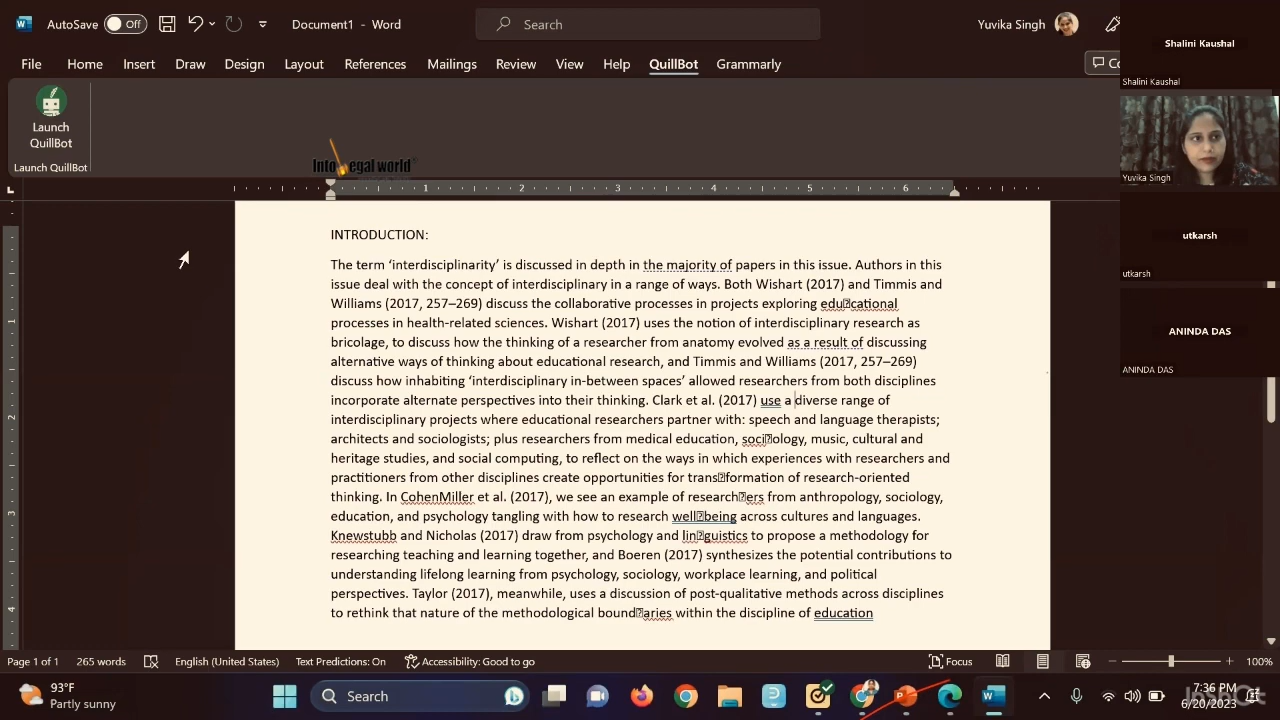 AutoSave Off Document1 - Word Search Yuvika Singh
File Home Insert Draw Design Layout References Mailings Review View Help QuillBot Grammarly
Launch
QuillBot
Launch QuillBot
Into egal world
1 2 3 4 5 6
INTRODUCTION:
The term ‘interdisciplinarity’ is discussed in depth in the majority of papers in this issue. Authors in this
issue deal with the concept of interdisciplinary in a range of ways. Both Wishart (2017) and Timmis and
Williams (2017, 257–269) discuss the collaborative processes in projects exploring edu�cational
processes in health-related sciences. Wishart (2017) uses the notion of interdisciplinary research as
bricolage, to discuss how the thinking of a researcher from anatomy evolved as a result of discussing
alternative ways of thinking about educational research, and Timmis and Williams (2017, 257–269)
discuss how inhabiting ‘interdisciplinary in-between spaces’ allowed researchers from both disciplines
incorporate alternate perspectives into their thinking. Clark et al. (2017) use a diverse range of
interdisciplinary projects where educational researchers partner with: speech and language therapists;
architects and sociologists; plus researchers from medical education, soci�ology, music, cultural and
heritage studies, and social computing, to reflect on the ways in which experiences with researchers and
practitioners from other disciplines create opportunities for trans�formation of research-oriented
thinking. In CohenMiller et al. (2017), we see an example of research�ers from anthropology, sociology,
education, and psychology tangling with how to research well�being across cultures and languages.
Knewstubb and Nicholas (2017) draw from psychology and lin�guistics to propose a methodology for
researching teaching and learning together, and Boeren (2017) synthesizes the potential contributions to
understanding lifelong learning from psychology, sociology, workplace learning, and political
perspectives. Taylor (2017), meanwhile, uses a discussion of post-qualitative methods across disciplines
to rethink that nature of the methodological bound�aries within the discipline of education
1
2
3
4
Shalini Kaushal
Shalini Kaushal
Yuvika Singh
utkarsh
utkarsh
ANINDA DAS
ANINDA DAS
Page 1 of 1 265 words English (United States) Text Predictions: On Accessibility: Good to go Focus 100%
93°F
Partly sunny
Search
7:36 PM
6/20/2023